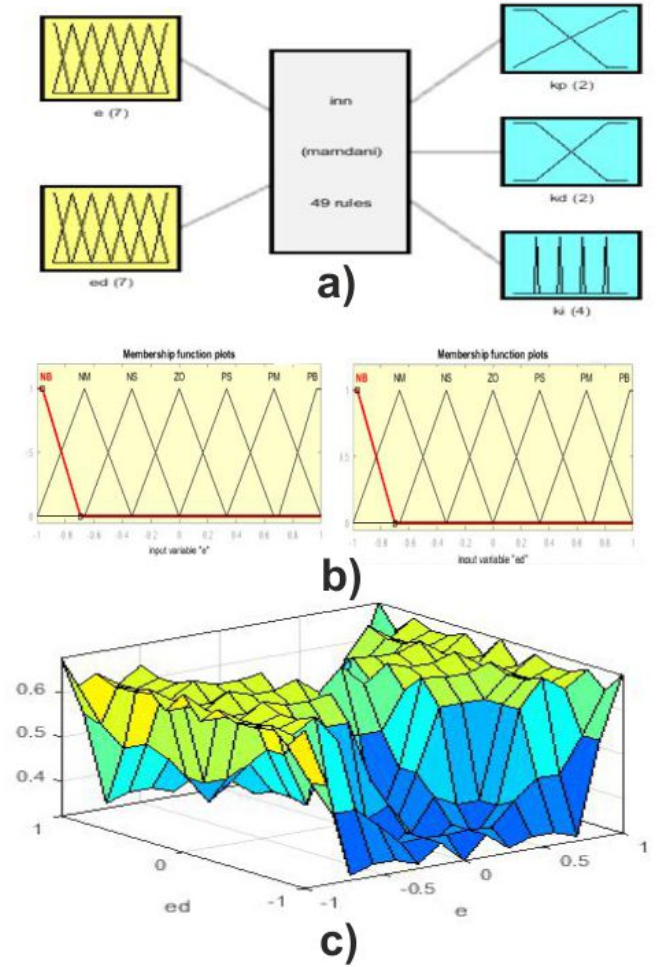 e (7)
ed (7)
inn
(mamdani)
49 rules
kp (2)
kd (2)
ki (4)
a)
Membership function plots
NB NM NS ZO PS PM PB
1
.5
0
-1 -0.8 -0.6 -0.4 -0.2 0 0.2 0.4 0.6 0.8 1
input variable "e"
Membership function plots
NB NM NS ZO PS PM PB
1
0.5
0
-1 -0.8 -0.6 -0.4 -0.2 0 0.2 0.4 0.6 0.8 1
input variable "ed"
b)
0.6
0.5
0.4
1
0
-1
ed
-1
-0.5
0
0.5
1
e
c)